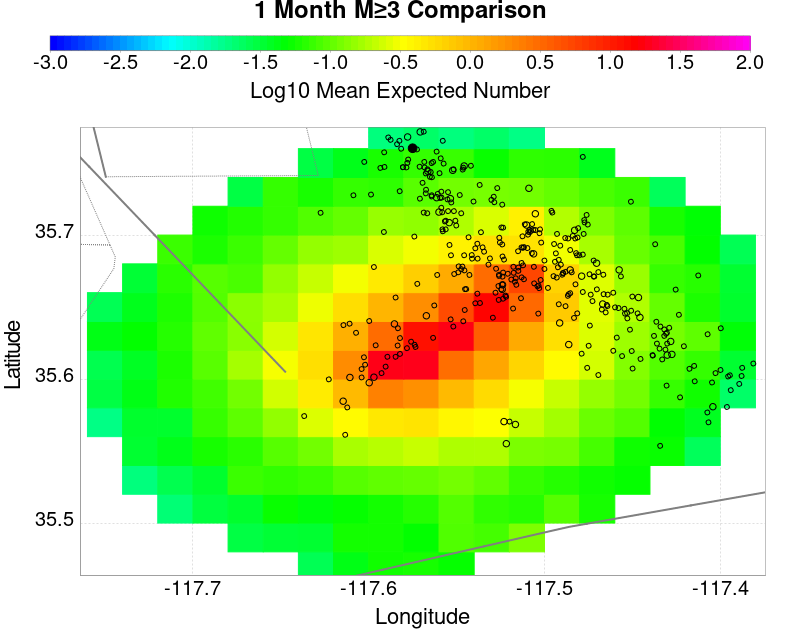 1 Month M≥3 Comparison
-3.0 -2.5 -2.0 -1.5 -1.0 -0.5 0.0 0.5 1.0 1.5 2.0
Log10 Mean Expected Number
Latitude
35.7
35.6
35.5
-117.7 -117.6 -117.5 -117.4
Longitude